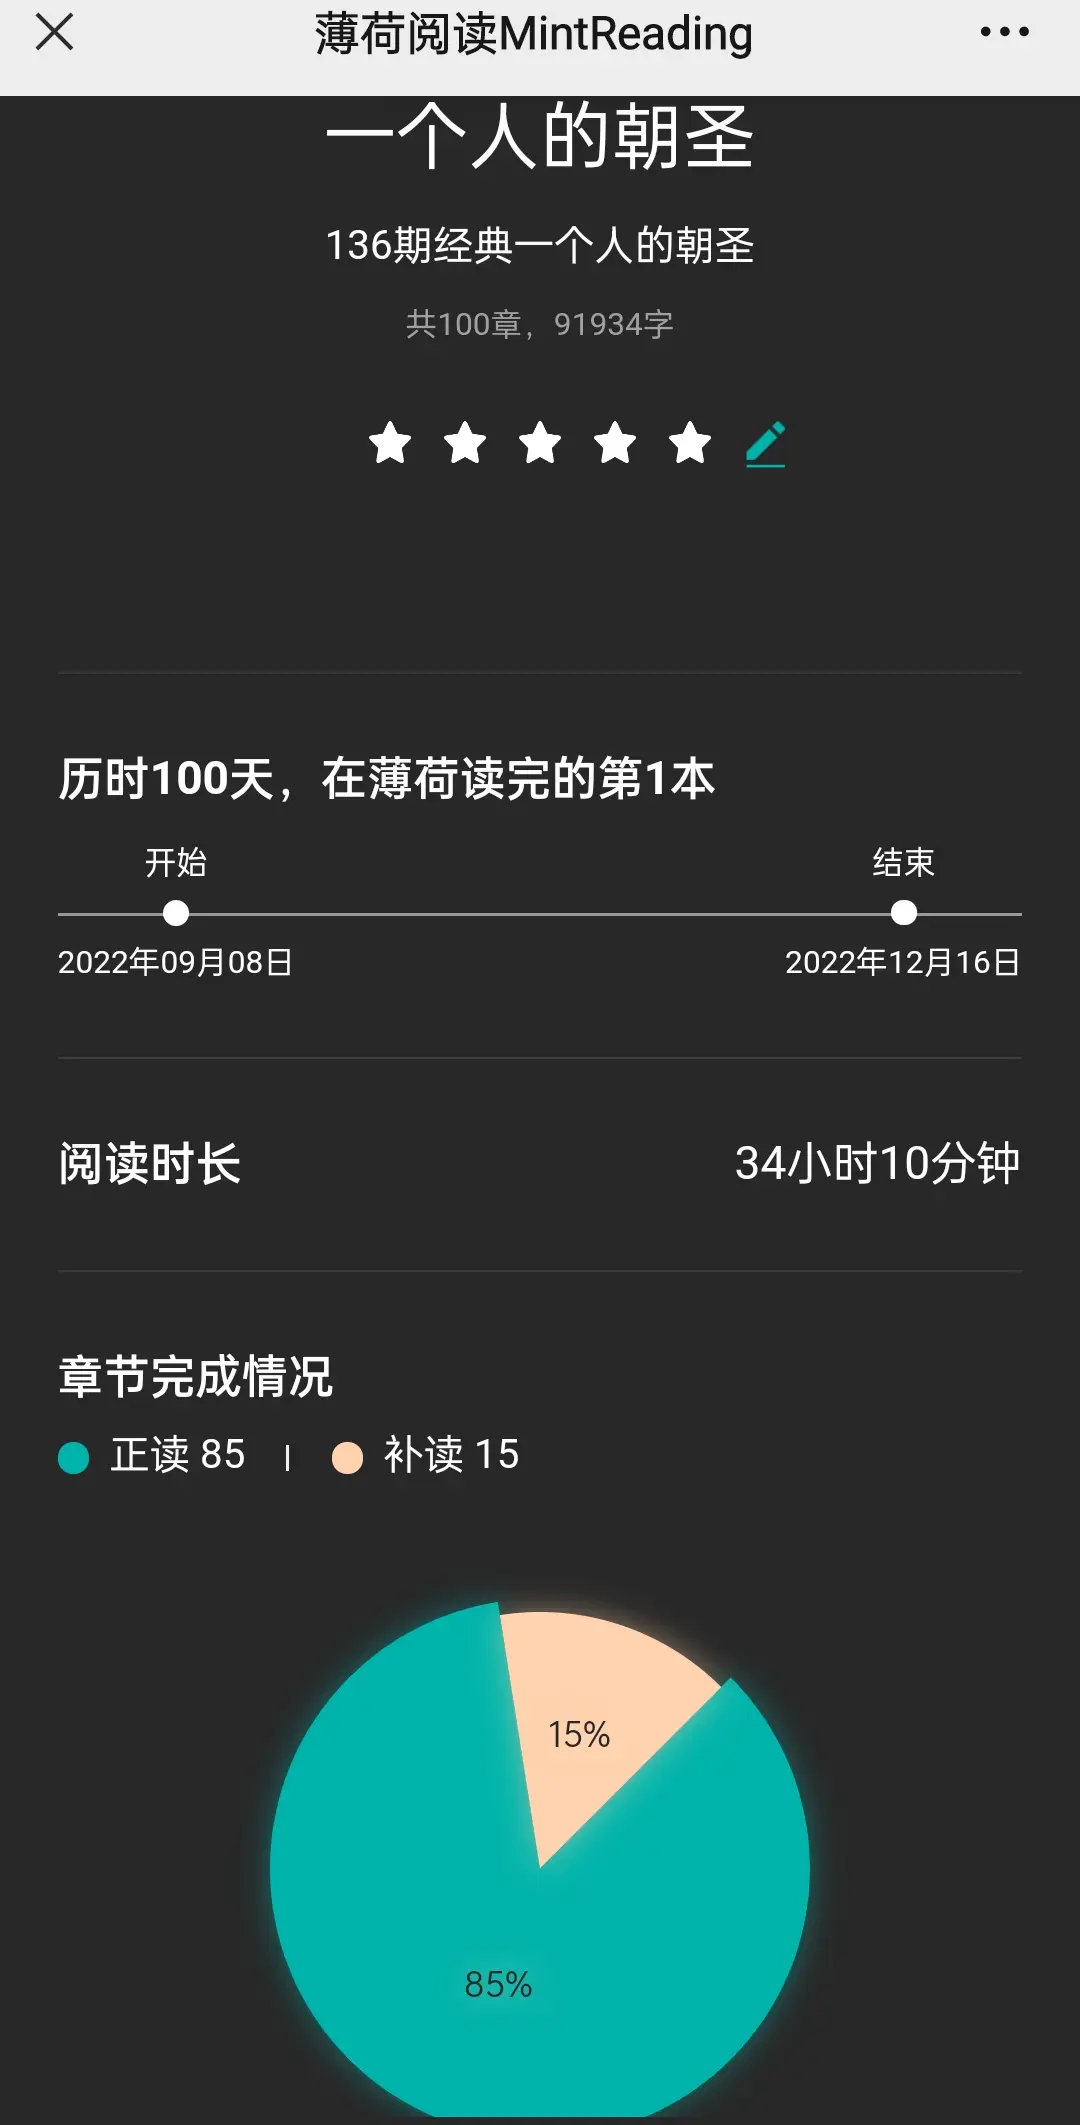 薄荷阅读MintReading
一个人的朝圣
136期经典一个人的朝圣
共100章，91934字
历时100天，在薄荷读完的第1本
开始 结束
2022年09月08日 2022年12月16日
阅读时长 34小时10分钟
章节完成情况
正读 85 | 补读 15
15%
85%